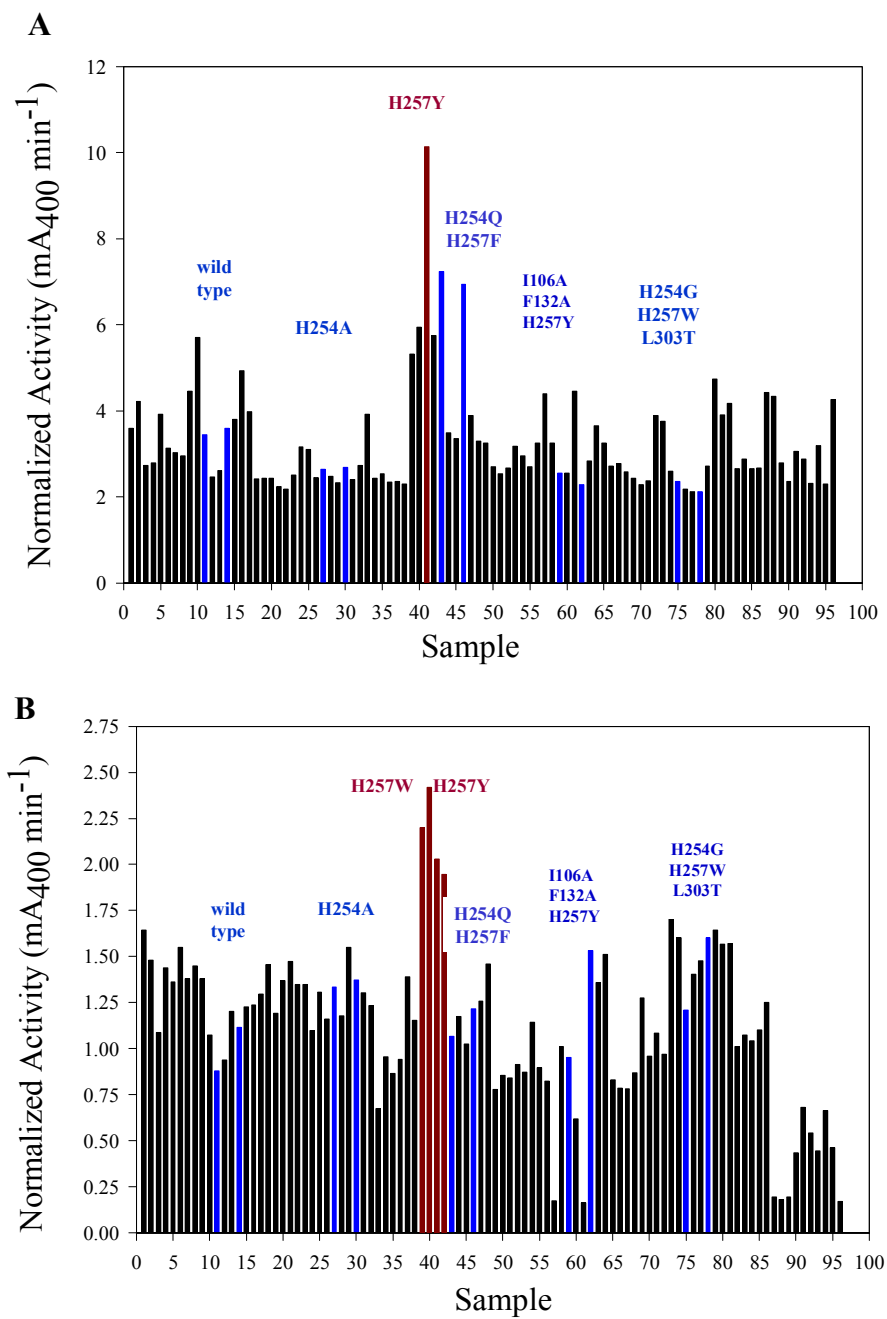 A
Normalized Activity (mA400 min-1)
12
10
8
6
4
2
0
H257Y
H254Q
H257F
wild
type
H254A
I106A
F132A
H257Y
H254G
H257W
L303T
0 5 10 15 20 25 30 35 40 45 50 55 60 65 70 75 80 85 90 95 100
Sample
B
Normalized Activity (mA400 min-1)
2.75
2.50
2.25
2.00
1.75
1.50
1.25
1.00
0.75
0.50
0.25
0.00
H257W H257Y
wild
type
H254A
H254Q
H257F
I106A
F132A
H257Y
H254G
H257W
L303T
0 5 10 15 20 25 30 35 40 45 50 55 60 65 70 75 80 85 90 95 100
Sample